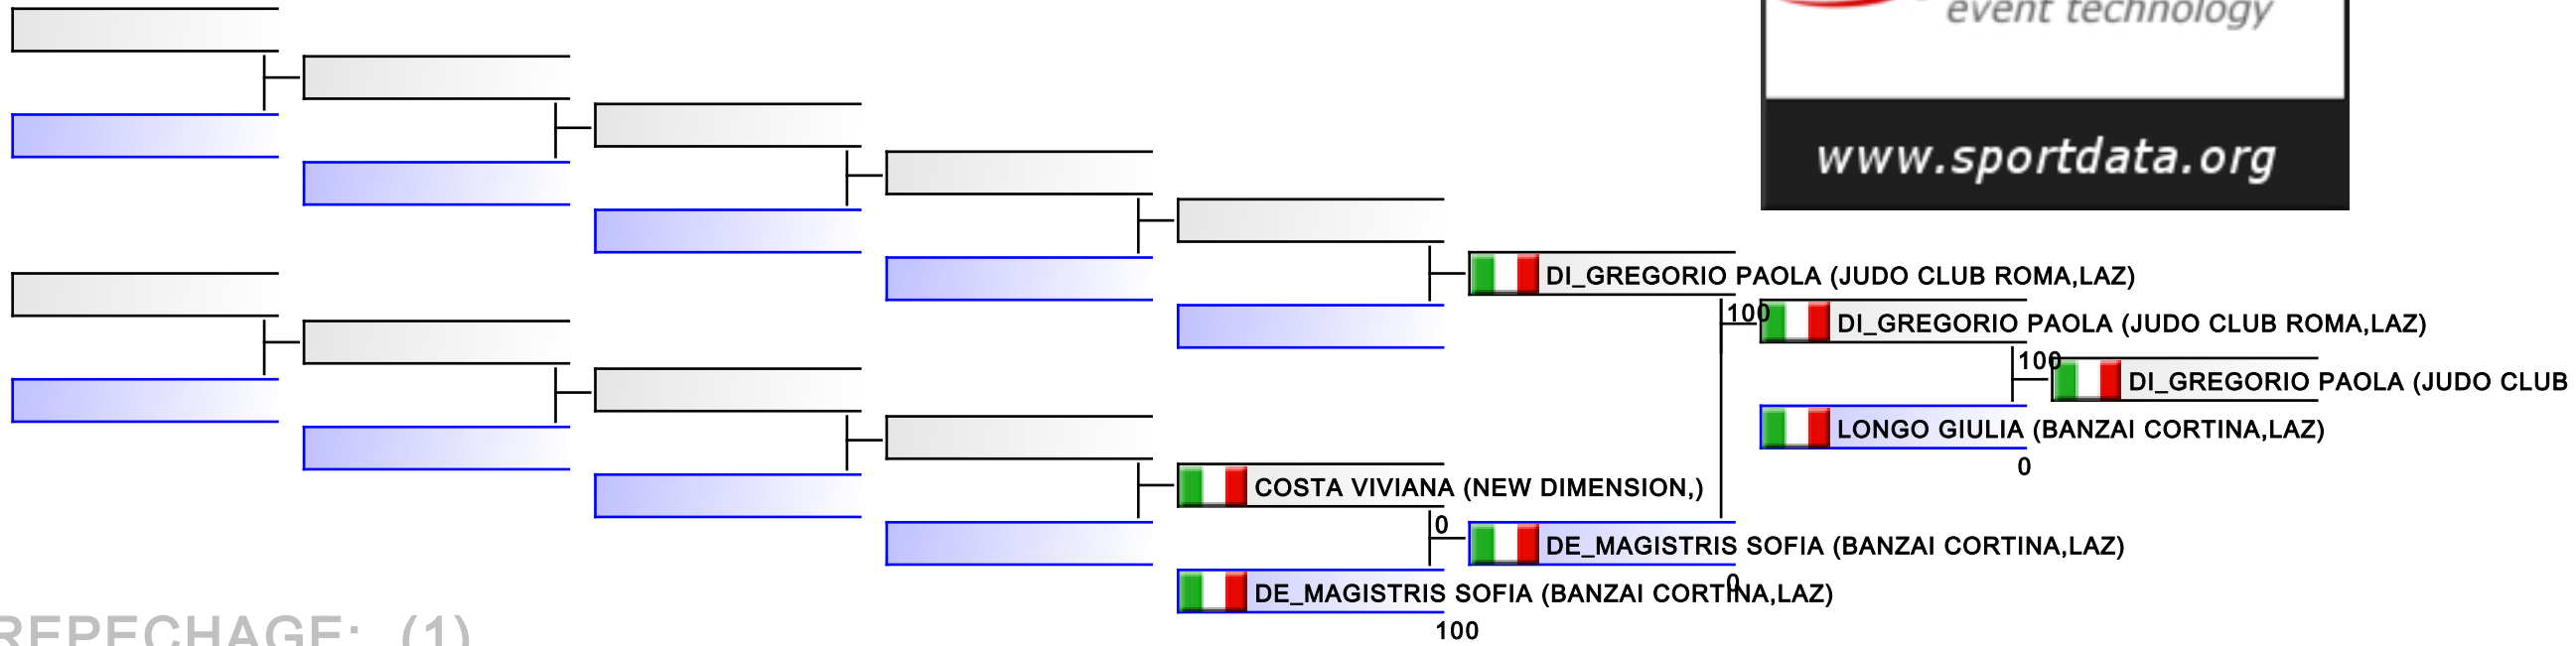 event technology
www.sportdata.org
DI_GREGORIO PAOLA (JUDO CLUB ROMA,LAZ)
100
DI_GREGORIO PAOLA (JUDO CLUB ROMA,LAZ)
100
DI_GREGORIO PAOLA (JUDO CLUB
LONGO GIULIA (BANZAI CORTINA,LAZ)
0
COSTA VIVIANA (NEW DIMENSION,)
0
DE_MAGISTRIS SOFIA (BANZAI CORTINA,LAZ)
0
DE_MAGISTRIS SOFIA (BANZAI CORTINA,LAZ)
100
REPECHAGE: (1)